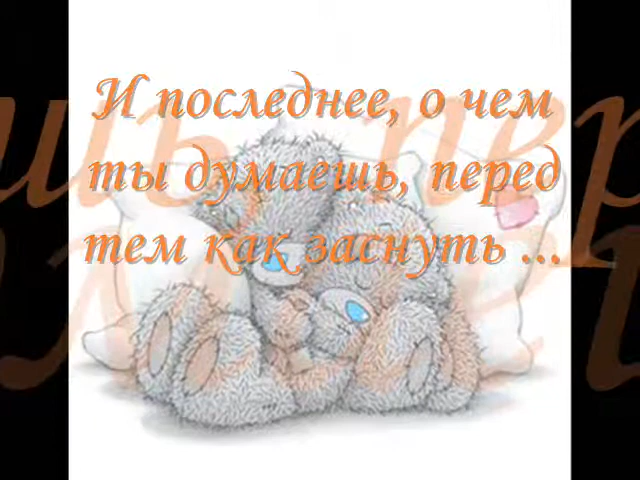 И последнее, о чем
ты думаешь, перед
тем как заснуть ...